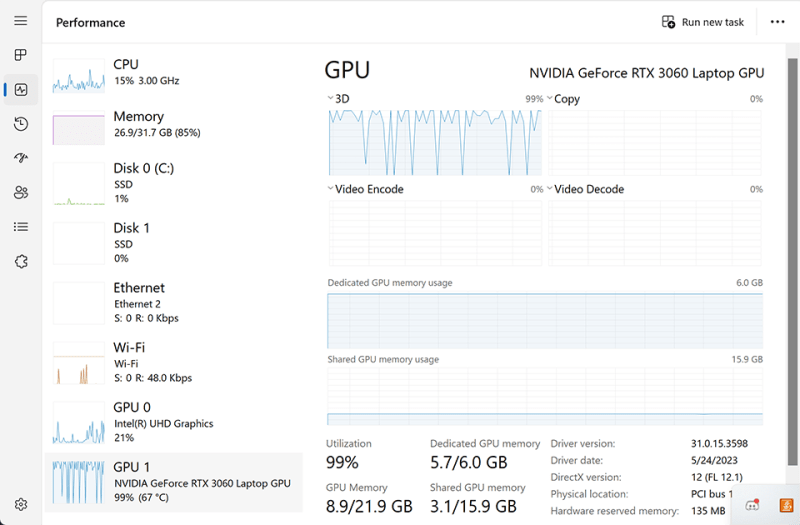 Performance
Run new task
CPU
15% 3.00 GHz
Memory
26.9/31.7 GB (85%)
Disk 0 (C:)
SSD
1%
Disk 1
SSD
0%
Ethernet
Ethernet 2
S: 0 R: 0 Kbps
Wi-Fi
Wi-Fi
S: 0 R: 48.0 Kbps
GPU 0
Intel(R) UHD Graphics
21%
GPU 1
NVIDIA GeForce RTX 3060 Laptop GPU
99% (67 °C)
GPU
NVIDIA GeForce RTX 3060 Laptop GPU
3D 99%
Copy 0%
Video Encode 0%
Video Decode 0%
Dedicated GPU memory usage 6.0 GB
Shared GPU memory usage 15.9 GB
Utilization
99%
Dedicated GPU memory
5.7/6.0 GB
GPU Memory
8.9/21.9 GB
Shared GPU memory
3.1/15.9 GB
Driver version: 31.0.15.3598
Driver date: 5/24/2023
DirectX version: 12 (FL 12.1)
Physical location: PCI bus 1
Hardware reserved memory: 135 MB